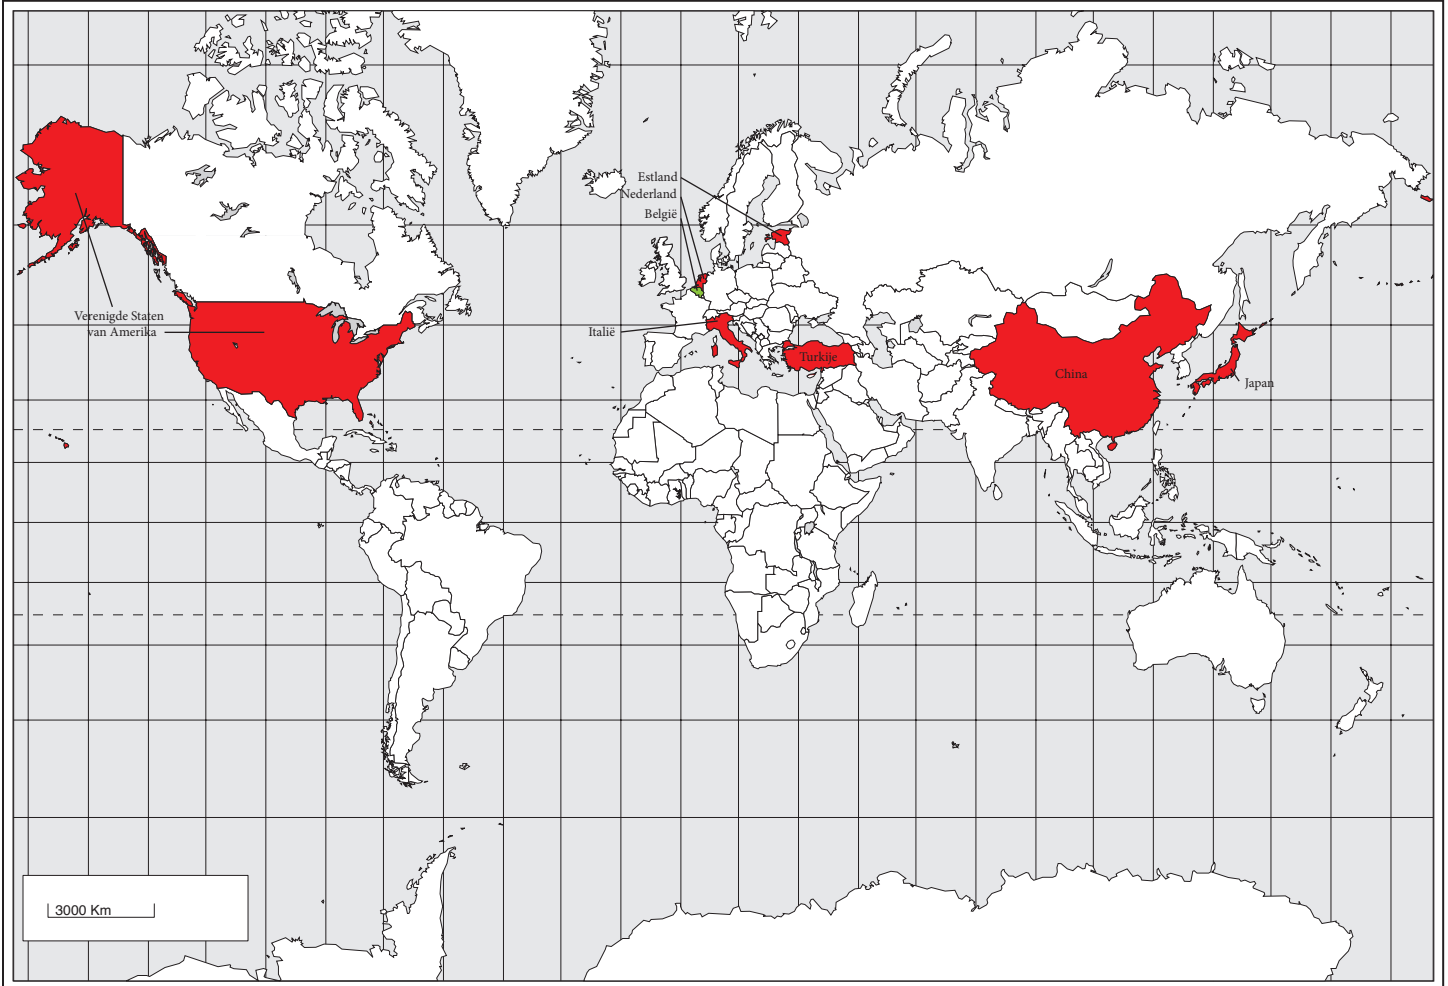 Estland
Nederland
België
Verenigde Staten
van Amerika
Italië
Turkije
China
Japan
3000 Km